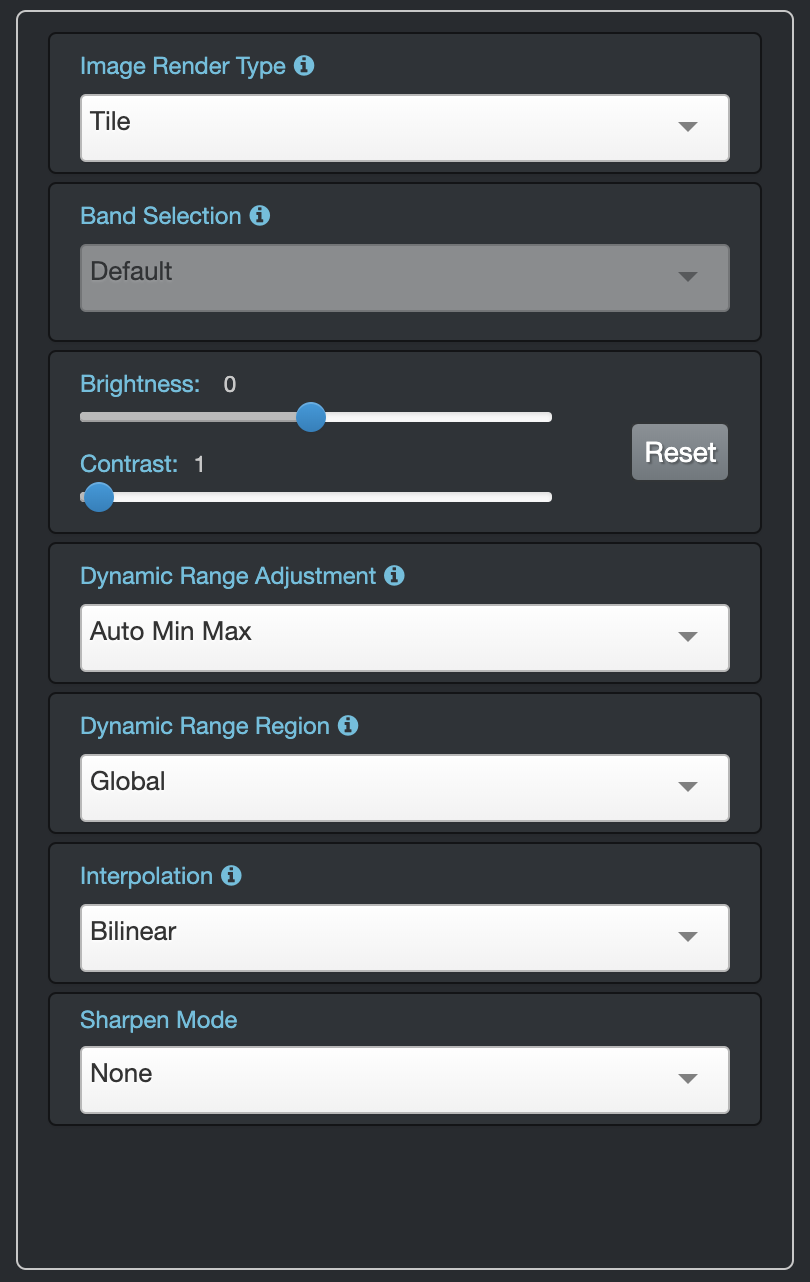 Image Render Type
Tile
Band Selection
Default
Brightness: 0
Contrast: 1
Reset
Dynamic Range Adjustment
Auto Min Max
Dynamic Range Region
Global
Interpolation
Bilinear
Sharpen Mode
None